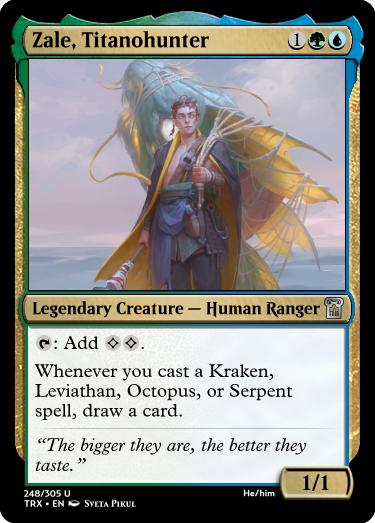 Zale, Titanohunter 1
Legendary Creature — Human Ranger
: Add .
Whenever you cast a Kraken,
Leviathan, Octopus, or Serpent
spell, draw a card.
“The bigger they are, the better they
taste.”
1/1
248/305 U He/him
TRX • EN Sveta Pikul